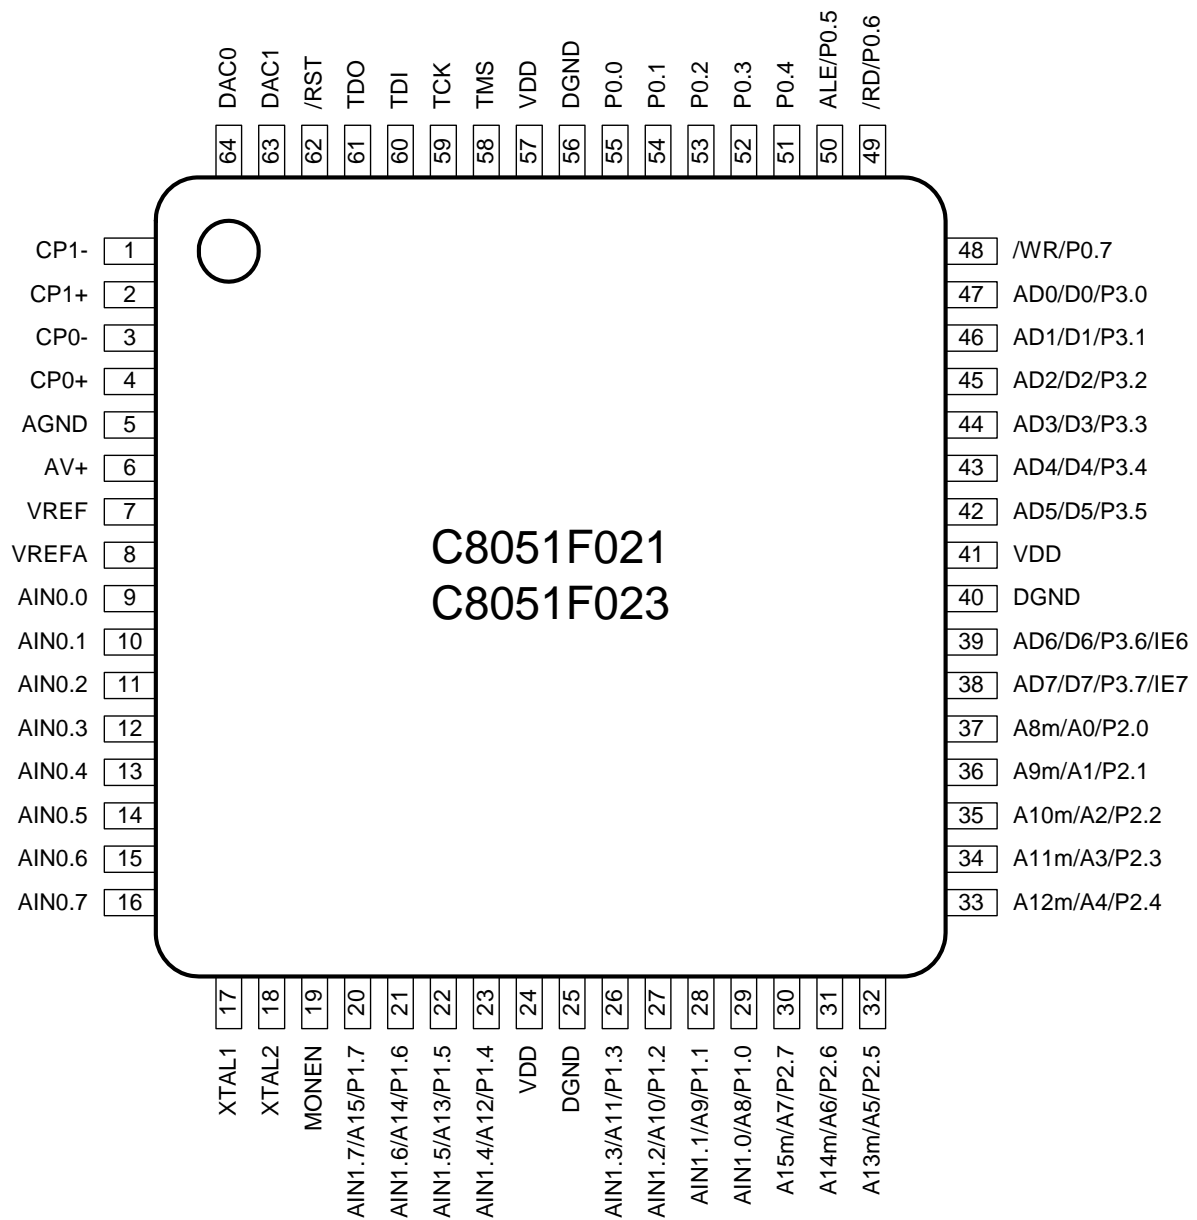 DAC0
DAC1
/RST
TDO
TDI
TCK
TMS
VDD
DGND
P0.0
P0.1
P0.2
P0.3
P0.4
ALE/P0.5
/RD/P0.6
64
63
62
61
60
59
58
57
56
55
54
53
52
51
50
49
CP1- 1
CP1+ 2
CP0- 3
CP0+ 4
AGND 5
AV+ 6
VREF 7
VREFA 8
AIN0.0 9
AIN0.1 10
AIN0.2 11
AIN0.3 12
AIN0.4 13
AIN0.5 14
AIN0.6 15
AIN0.7 16
C8051F021
C8051F023
48 /WR/P0.7
47 AD0/D0/P3.0
46 AD1/D1/P3.1
45 AD2/D2/P3.2
44 AD3/D3/P3.3
43 AD4/D4/P3.4
42 AD5/D5/P3.5
41 VDD
40 DGND
39 AD6/D6/P3.6/IE6
38 AD7/D7/P3.7/IE7
37 A8m/A0/P2.0
36 A9m/A1/P2.1
35 A10m/A2/P2.2
34 A11m/A3/P2.3
33 A12m/A4/P2.4
17
18
19
20
21
22
23
24
25
26
27
28
29
30
31
32
XTAL1
XTAL2
MONEN
AIN1.7/A15/P1.7
AIN1.6/A14/P1.6
AIN1.5/A13/P1.5
AIN1.4/A12/P1.4
VDD
DGND
AIN1.3/A11/P1.3
AIN1.2/A10/P1.2
AIN1.1/A9/P1.1
AIN1.0/A8/P1.0
A15m/A7/P2.7
A14m/A6/P2.6
A13m/A5/P2.5